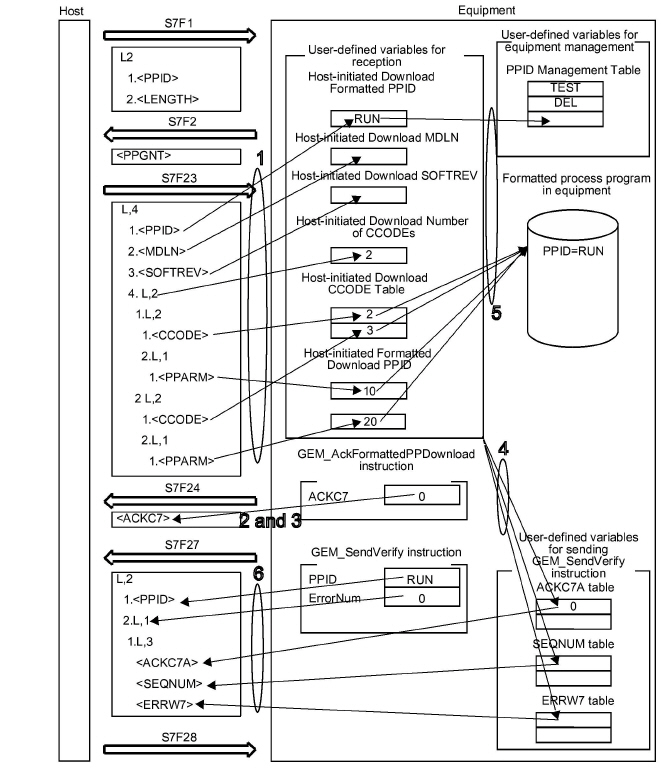 Host
Equipment
S7F1
L2
1.<PPID>
2.<LENGTH>
S7F2
<PPGNT>
1
S7F23
L,4
1.<PPID>
2.<MDLN>
3.<SOFTREV>
4. L,2
1.L,2
1.<CCODE>
2.L,1
1.<PPARM>
2 L,2
1.<CCODE>
2.L,1
1.<PPARM>
S7F24
<ACKC7>
2 and 3
S7F27
6
L,2
1.<PPID>
2.L,1
1.L,3
<ACKC7A>
<SEQNUM>
<ERRW7>
S7F28
User-defined variables for
reception
Host-initiated Download
Formatted PPID
RUN
Host-initiated Download MDLN
Host-initiated Download SOFTREV
Host-initiated Download Number
of CCODEs
2
Host-initiated Download
CCODE Table
2
3
Host-initiated Formatted
Download PPID
10
20
GEM_AckFormattedPPDownload
instruction
ACKC7
0
GEM_SendVerify instruction
PPID
RUN
ErrorNum
0
User-defined variables for
equipment management
PPID Management Table
TEST
DEL
Formatted process program
in equipment
PPID=RUN
5
4
User-defined variables
for sending
GEM_SendVerify
instruction
ACKC7A table
0
SEQNUM table
ERRW7 table